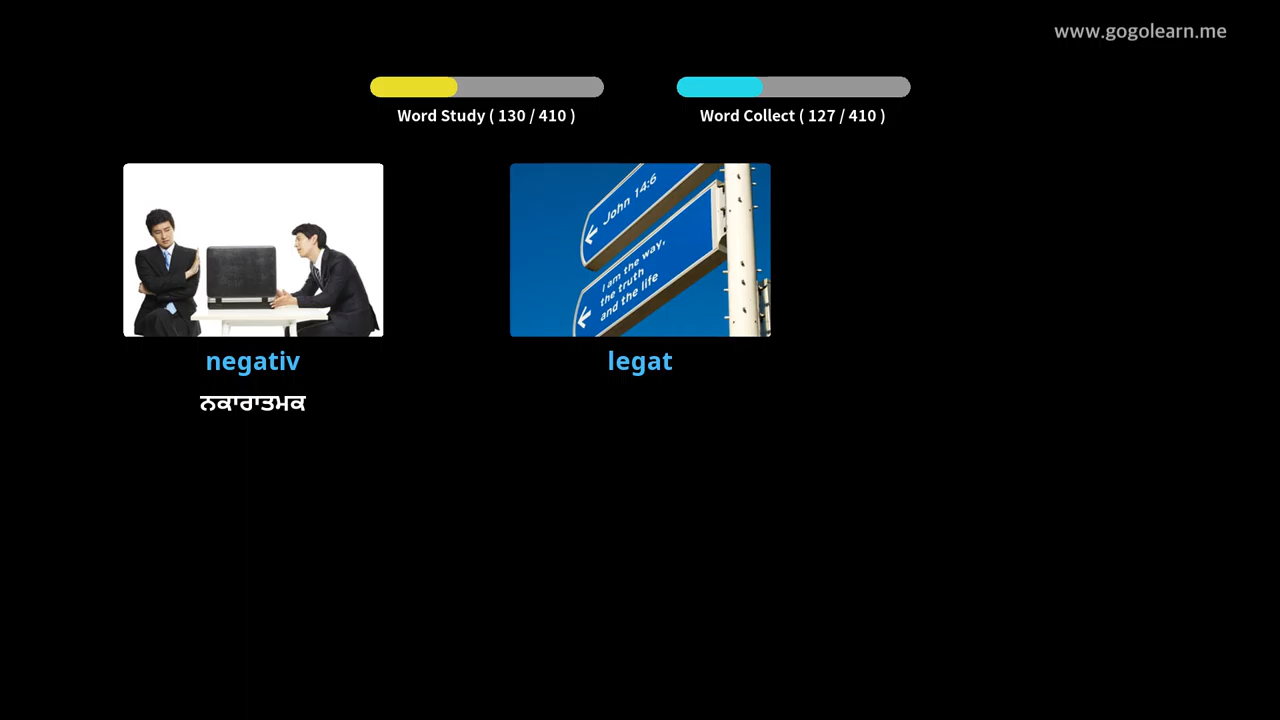 www.gogolearn.me
Word Study ( 130 / 410 )
Word Collect ( 127 / 410 )
John 14:6
I am the way,
the truth
and the life
negativ
legat
ਨਕਾਰਾਤਮਕ